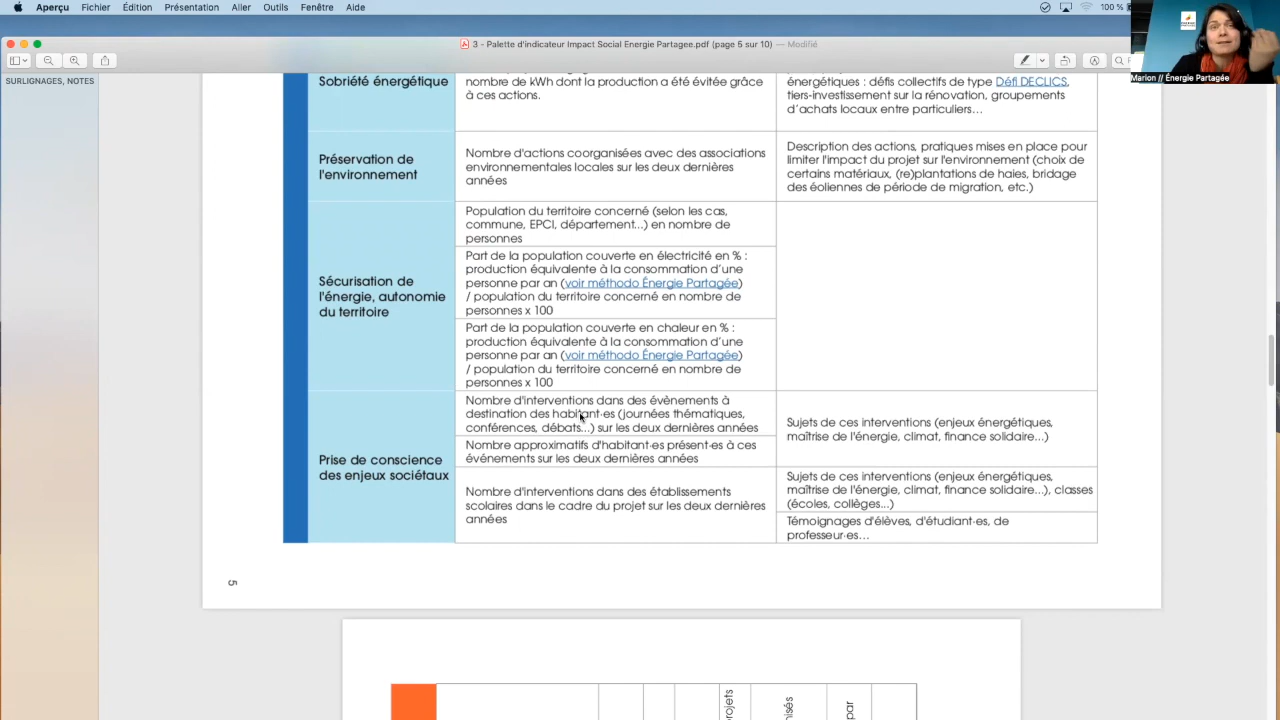 Aperçu Fichier Édition Présentation Aller Outils Fenêtre Aide
100 %
3 - Palette d'indicateur Impact Social Energie Partagee.pdf (page 5 sur 10) — Modifié
SURLIGNAGES, NOTES
Marion // Énergie Partagée
Sobriété énergétique
nombre de kWh dont la production a été évitée grâce
à ces actions.
énergétiques : défis collectifs de type Défi DECLICS,
tiers-investissement sur la rénovation, groupements
d'achats locaux entre particuliers…
Préservation de
l'environnement
Nombre d'actions coorganisées avec des associations
environnementales locales sur les deux dernières
années
Description des actions, pratiques mises en place pour
limiter l'impact du projet sur l'environnement (choix de
certains matériaux, (re)plantations de haies, bridage
des éoliennes de période de migration, etc.)
Sécurisation de
l'énergie, autonomie
du territoire
Population du territoire concerné (selon les cas,
commune, EPCI, département...) en nombre de
personnes
Part de la population couverte en électricité en % :
production équivalente à la consommation d'une
personne par an (voir méthodo Énergie Partagée)
/ population du territoire concerné en nombre de
personnes x 100
Part de la population couverte en chaleur en % :
production équivalente à la consommation d'une
personne par an (voir méthodo Énergie Partagée)
/ population du territoire concerné en nombre de
personnes x 100
Prise de conscience
des enjeux sociétaux
Nombre d'interventions dans des évènements à
destination des habitant·es (journées thématiques,
conférences, débats...) sur les deux dernières années
Nombre approximatifs d'habitant·es présent·es à ces
événements sur les deux dernières années
Sujets de ces interventions (enjeux énergétiques,
maîtrise de l'énergie, climat, finance solidaire...)
Nombre d'interventions dans des établissements
scolaires dans le cadre du projet sur les deux dernières
années
Sujets de ces interventions (enjeux énergétiques,
maîtrise de l'énergie, climat, finance solidaire...), classes
(écoles, collèges...)
Témoignages d'élèves, d'étudiant·es, de
professeur·es…
5
par